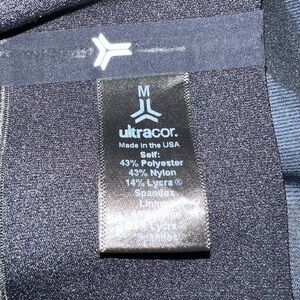 M
ultracor.
Made in the USA
Self:
43% Polyester
43% Nylon
14% Lycra ®
Spandex